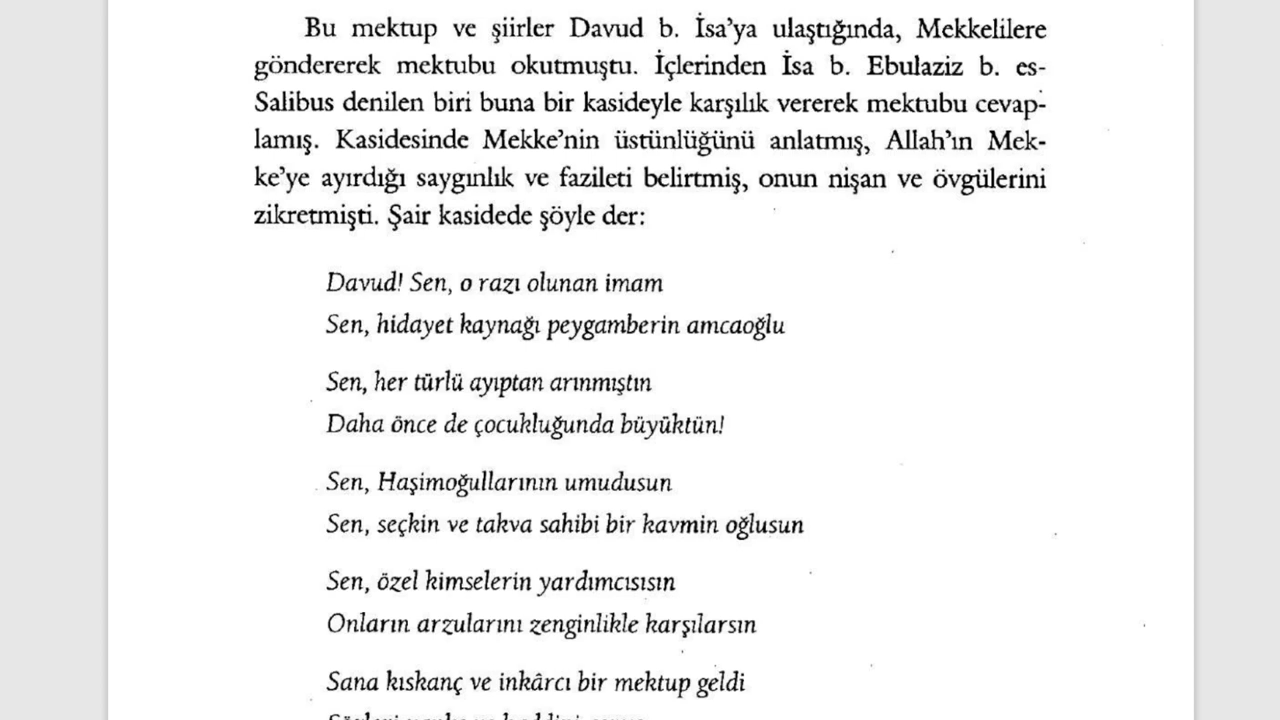 Bu mektup ve şiirler Davud b. İsa’ya ulaştığında, Mekkelilere
göndererek mektubu okutmuştu. İçlerinden İsa b. Ebulaziz b. es-
Salibus denilen biri buna bir kasideyle karşılık vererek mektubu cevap-
lamış. Kasidesinde Mekke’nin üstünlüğünü anlatmış, Allah’ın Mek-
ke’ye ayırdığı saygınlık ve fazileti belirtmiş, onun nişan ve övgülerini
zikretmişti. Şair kasidede şöyle der:
Davud! Sen, o razı olunan imam
Sen, hidayet kaynağı peygamberin amcaoğlu
Sen, her türlü ayıptan arınmıştın
Daha önce de çocukluğunda büyüktün!
Sen, Haşimoğullarının umudusun
Sen, seçkin ve takva sahibi bir kavmin oğlusun
Sen, özel kimselerin yardımcısısın
Onların arzularını zenginlikle karşılarsın
Sana kıskanç ve inkârcı bir mektup geldi